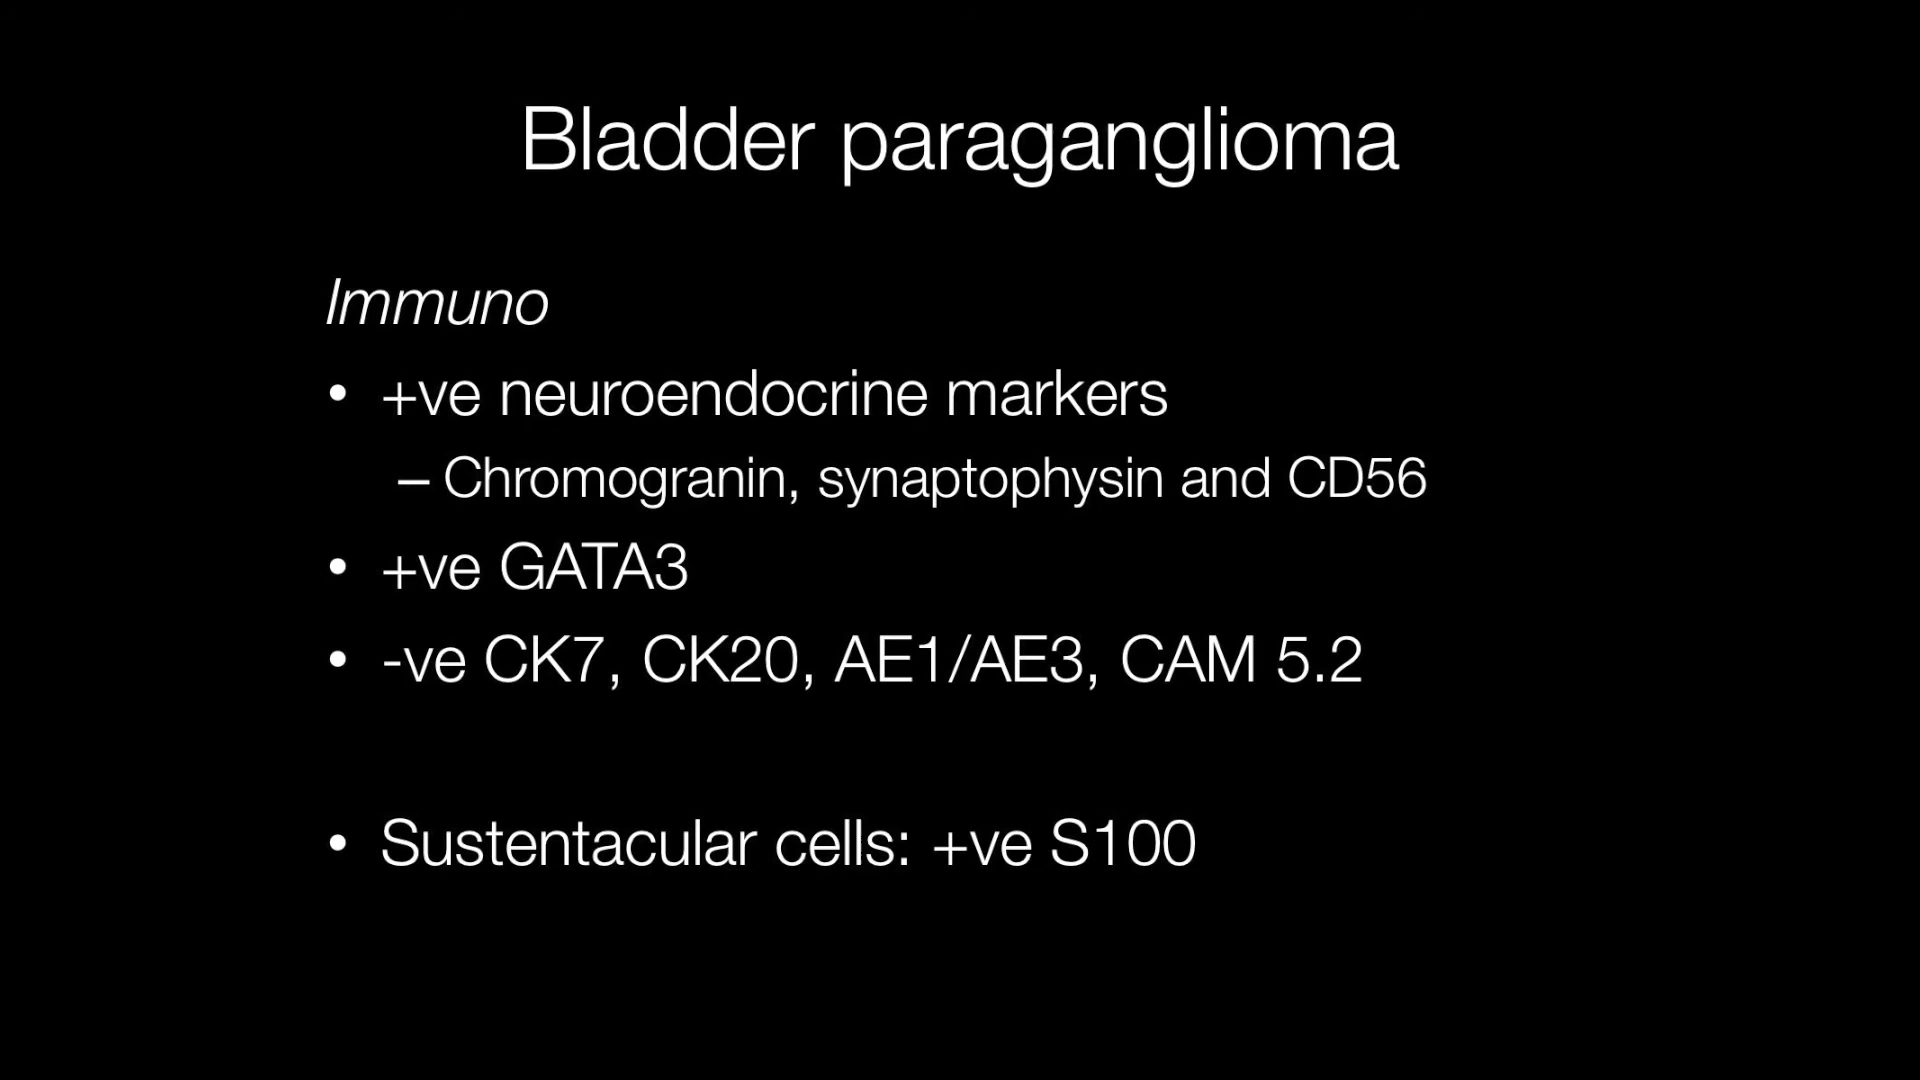 Bladder paraganglioma
Immuno
• +ve neuroendocrine markers
– Chromogranin, synaptophysin and CD56
• +ve GATA3
• -ve CK7, CK20, AE1/AE3, CAM 5.2
• Sustentacular cells: +ve S100